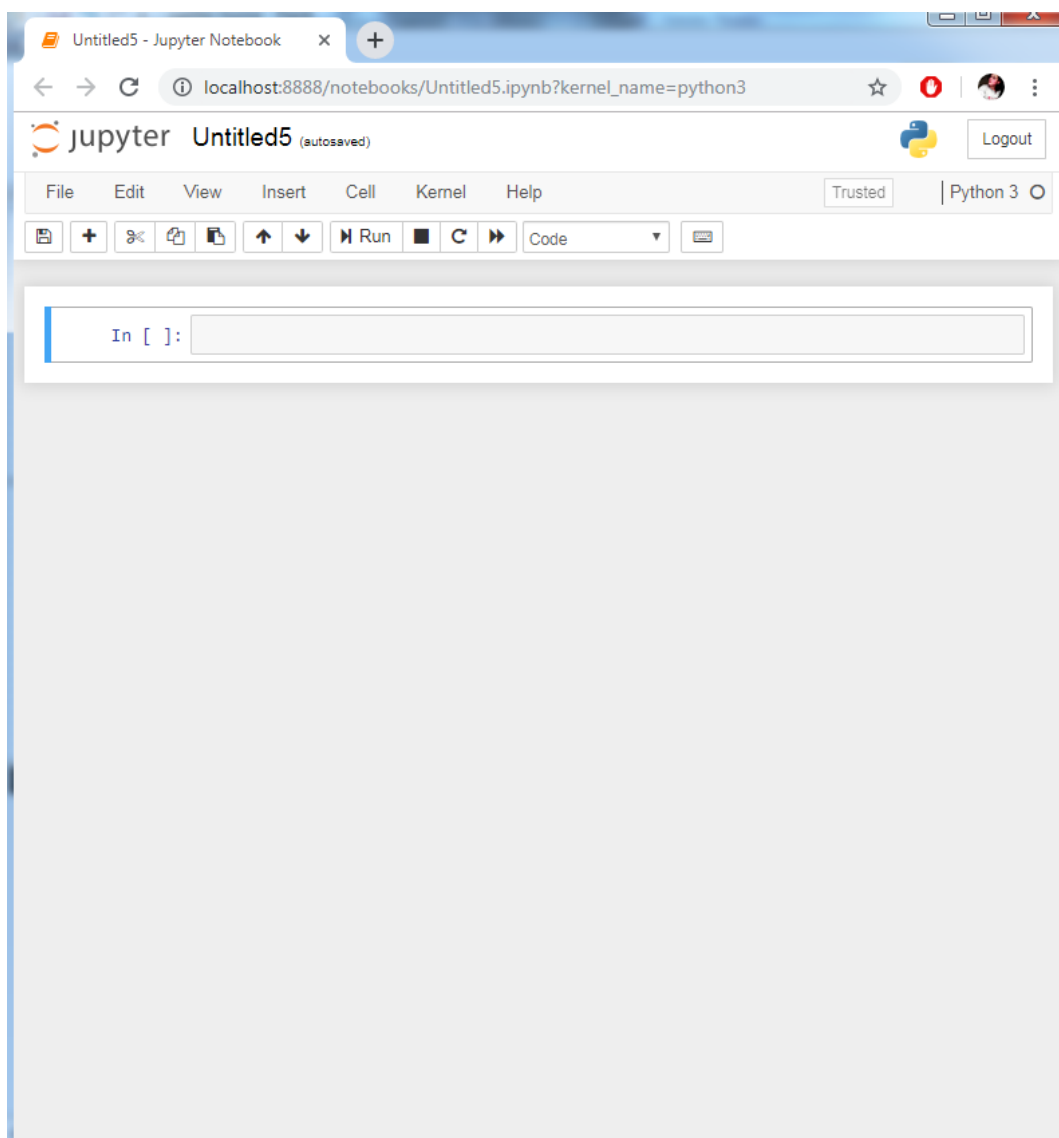 Untitled5 - Jupyter Notebook
localhost:8888/notebooks/Untitled5.ipynb?kernel_name=python3
jupyter Untitled5 (autosaved) Logout
File Edit View Insert Cell Kernel Help Trusted Python 3
Run Code
In [ ]: